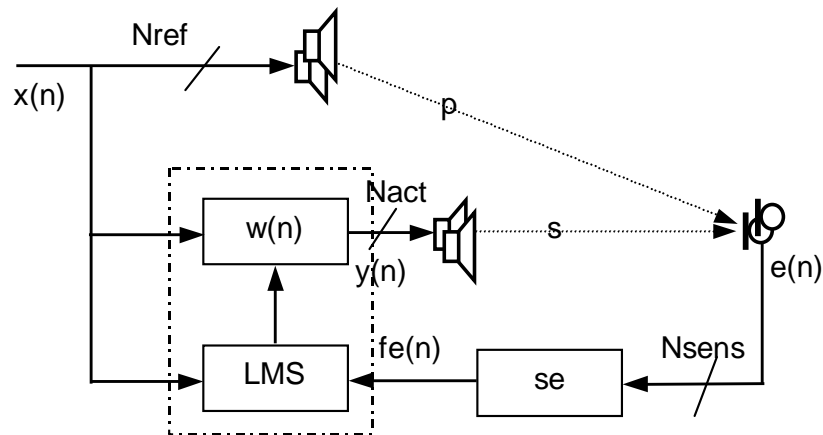 Nref
x(n)
p
Nact
w(n)
s
y(n)
e(n)
fe(n)
Nsens
LMS
se